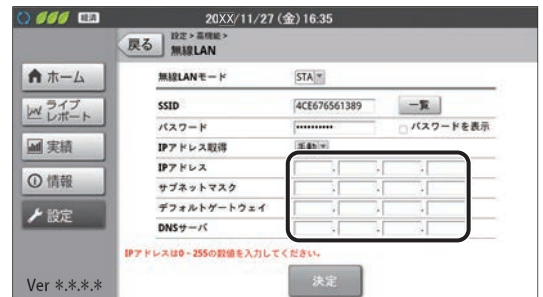 経済 20XX/11/27 (金) 16:35
戻る
設定 > 高機能 >
無線LAN
ホーム
ライブ
レポート
実績
情報
設定
Ver *.*.*.*
無線LANモード STA
SSID 4CE676561389 一覧
パスワード ********** パスワードを表示
IPアドレス取得 手動
IPアドレス . . .
サブネットマスク . . .
デフォルトゲートウェイ . . .
DNSサーバ . . .
IPアドレスは0 - 255の数値を入力してください。
決定